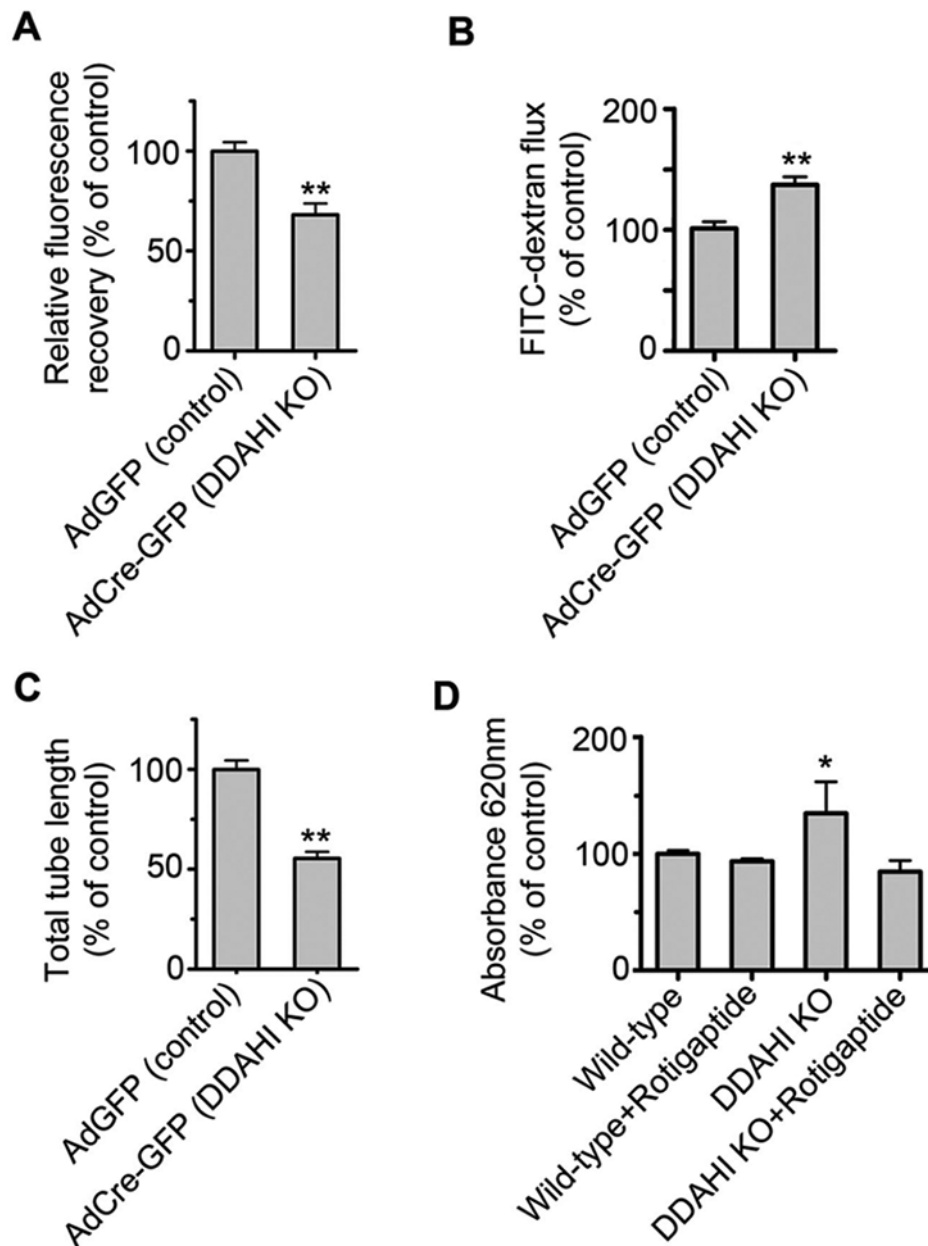 A
Relative fluorescence
recovery (% of control)
100
50
0
**
AdGFP (control)
AdCre-GFP (DDAHI KO)
B
FITC-dextran flux
(% of control)
200
100
0
**
AdGFP (control)
AdCre-GFP (DDAHI KO)
C
Total tube length
(% of control)
100
50
0
**
AdGFP (control)
AdCre-GFP (DDAHI KO)
D
Absorbance 620nm
(% of control)
200
100
0
*
Wild-type
Wild-type+Rotigaptide
DDAHI KO
DDAHI KO+Rotigaptide